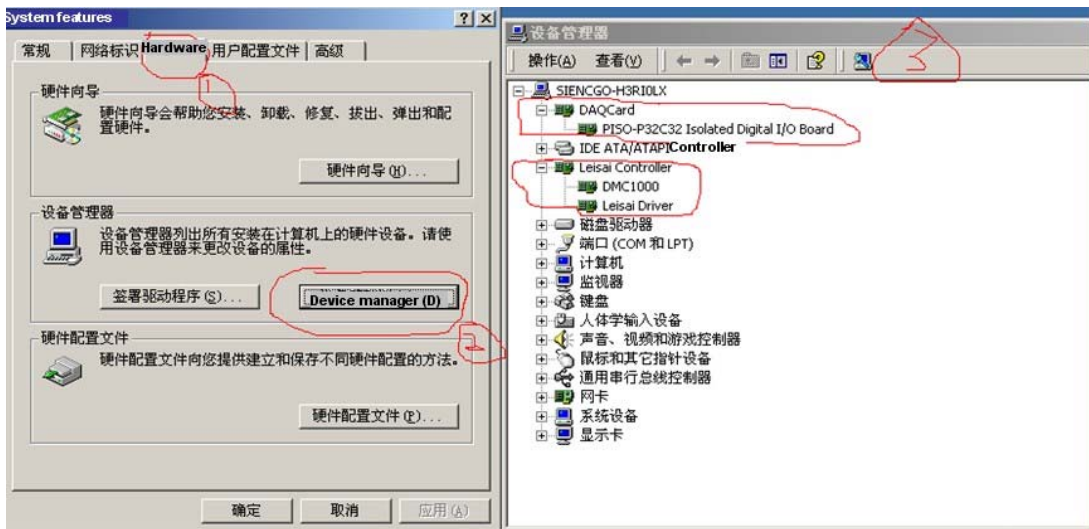 System features
常规 网络标识 Hardware 用户配置文件 高级
1
硬件向导
硬件向导会帮助您安装、卸载、修复、拔出、弹出和配
置硬件。
硬件向导(H)...
设备管理器
设备管理器列出所有安装在计算机上的硬件设备。请使
用设备管理器来更改设备的属性。
签署驱动程序(S)...
Device manager (D)
2
硬件配置文件
硬件配置文件向您提供建立和保存不同硬件配置的方法。
硬件配置文件(P)...
确定 取消 应用(A)
设备管理器
3
操作(A) 查看(V)
SIENCGO-H3RI0LX
DAQCard
PISO-P32C32 Isolated Digital I/O Board
IDE ATA/ATAPI Controller
Leisai Controller
DMC1000
Leisai Driver
磁盘驱动器
端口 (COM 和 LPT)
计算机
监视器
键盘
人体学输入设备
声音、视频和游戏控制器
鼠标和其它指针设备
通用串行总线控制器
网卡
系统设备
显示卡